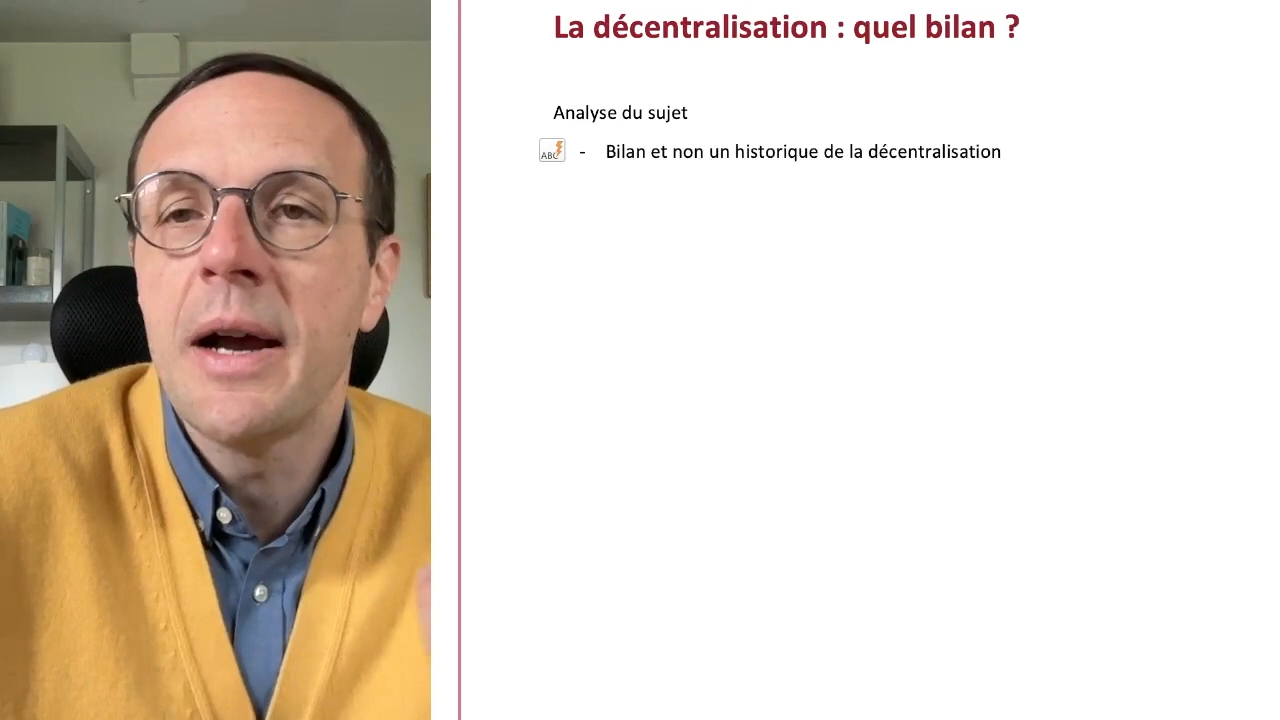 La décentralisation : quel bilan ?
Analyse du sujet
ABC
- Bilan et non un historique de la décentralisation